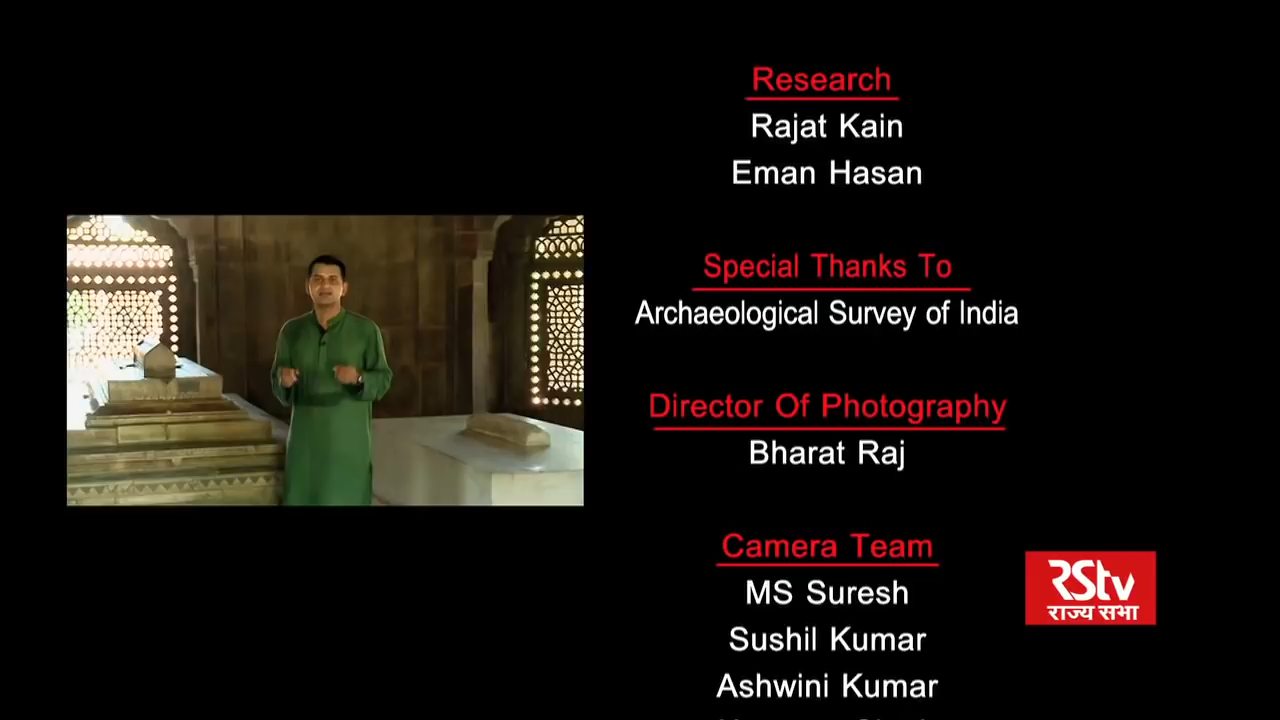 Research
Rajat Kain
Eman Hasan
Special Thanks To
Archaeological Survey of India
Director Of Photography
Bharat Raj
Camera Team
MS Suresh
Sushil Kumar
Ashwini Kumar
RStv
राज्य सभा